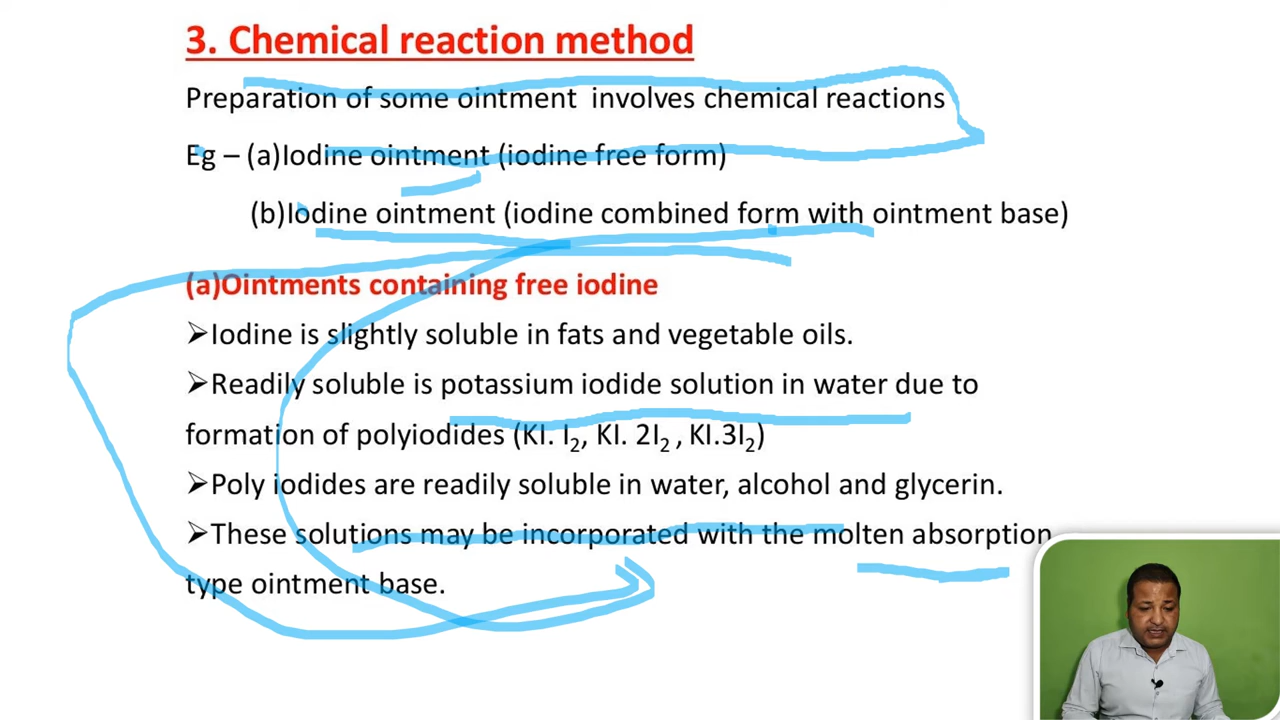 3. Chemical reaction method
Preparation of some ointment involves chemical reactions
Eg – (a)Iodine ointment (iodine free form)
(b)Iodine ointment (iodine combined form with ointment base)
(a)Ointments containing free iodine
➢Iodine is slightly soluble in fats and vegetable oils.
➢Readily soluble is potassium iodide solution in water due to
formation of polyiodides (KI. I₂, KI. 2I₂ , KI.3I₂)
➢Poly iodides are readily soluble in water, alcohol and glycerin.
➢These solutions may be incorporated with the molten absorption
type ointment base.